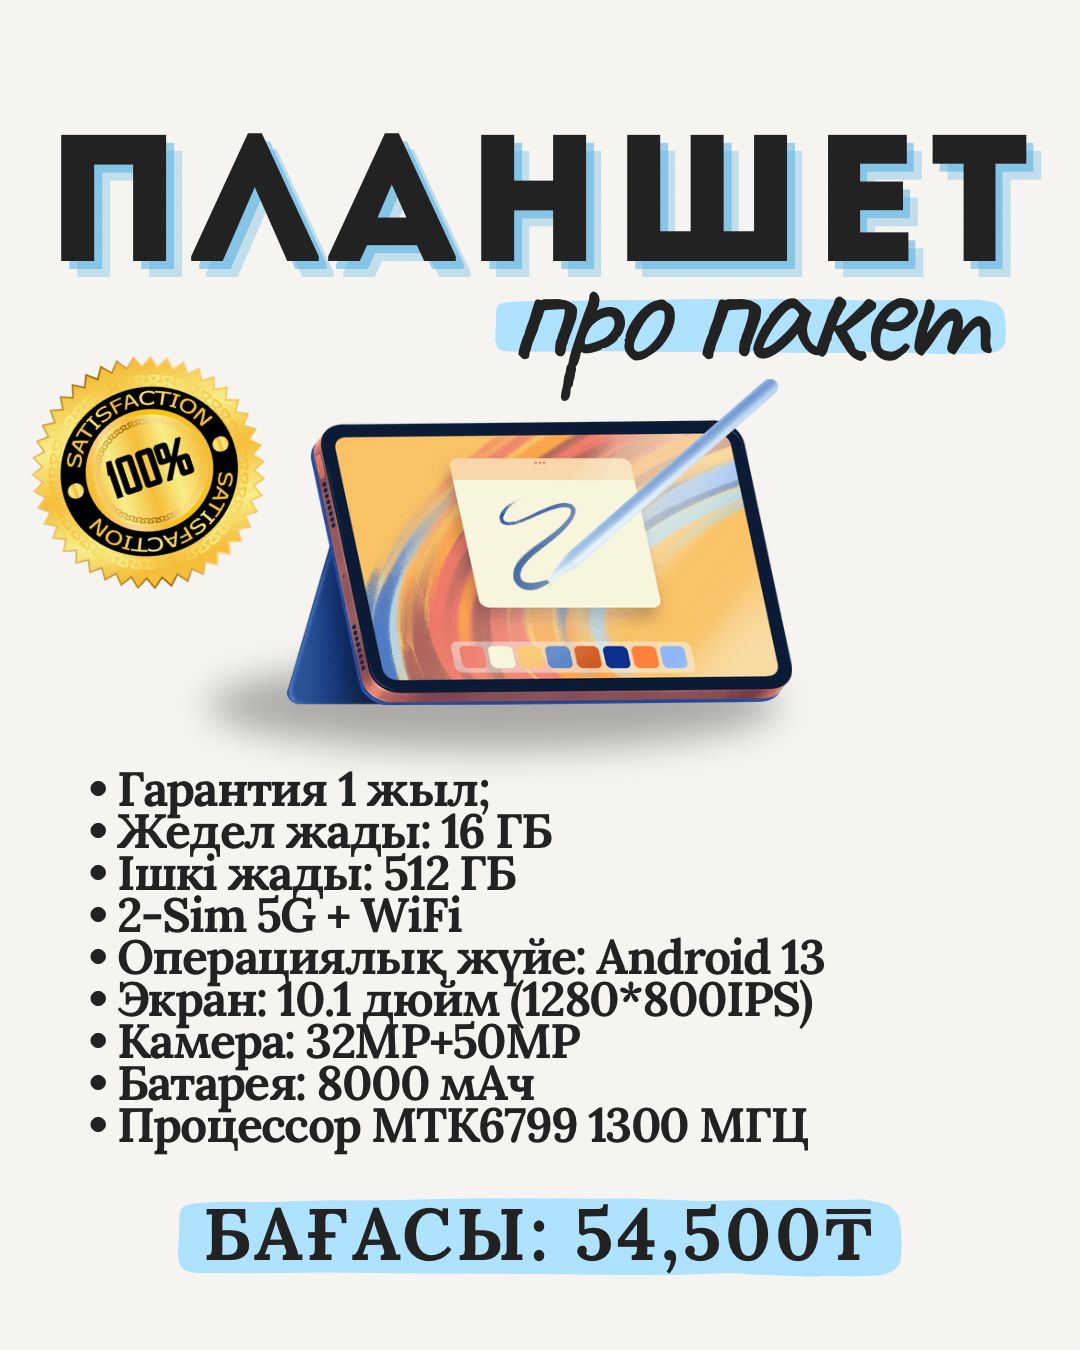 ПЛАНШЕТ
про пакет
SATISFACTION
100%
SATISFACTION
• Гарантия 1 жыл;
• Жедел жады: 16 ГБ
• Ішкі жады: 512 ГБ
• 2-Sim 5G + WiFi
• Операциялық жүйе: Android 13
• Экран: 10.1 дюйм (1280*800IPS)
• Камера: 32MP+50MP
• Батарея: 8000 мАч
• Процессор МТК6799 1300 МГЦ
БАҒАСЫ: 54,500₸